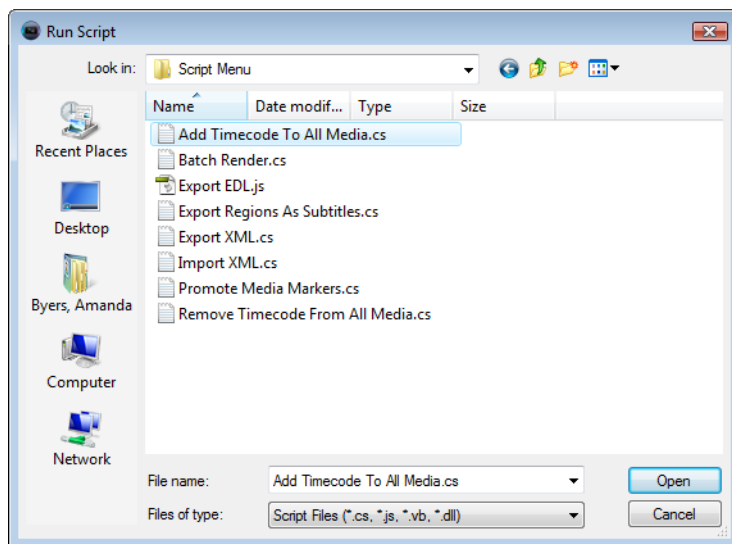 Run Script
Look in: Script Menu
Name Date modif... Type Size
Recent Places
Desktop
Byers, Amanda
Computer
Network
Add Timecode To All Media.cs
Batch Render.cs
Export EDL.js
Export Regions As Subtitles.cs
Export XML.cs
Import XML.cs
Promote Media Markers.cs
Remove Timecode From All Media.cs
File name: Add Timecode To All Media.cs Open
Files of type: Script Files (*.cs, *.js, *.vb, *.dll) Cancel